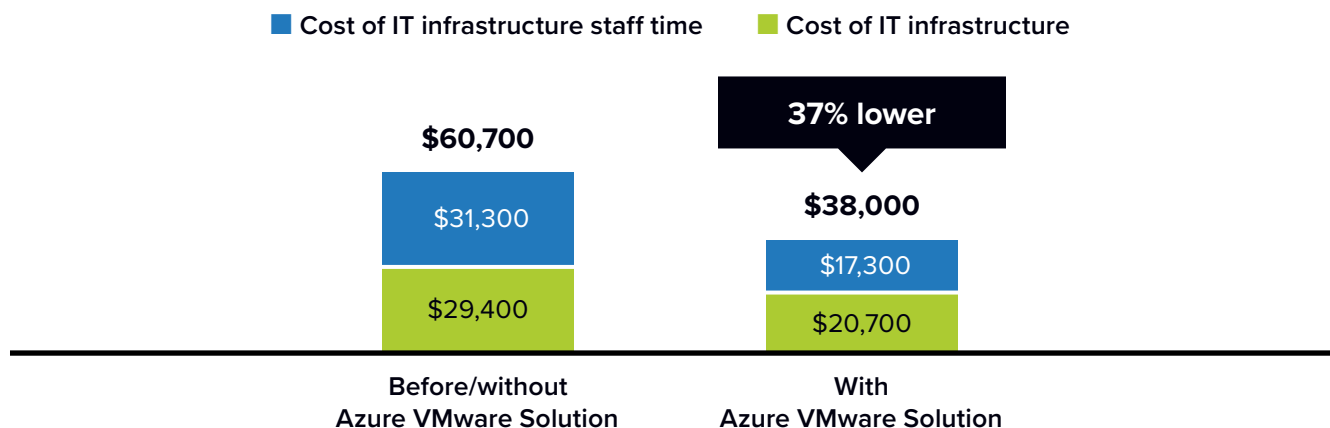 Cost of IT infrastructure staff time
Cost of IT infrastructure
37% lower
$60,700
$38,000
$31,300
$17,300
$29,400
$20,700
Before/without
Azure VMware Solution
With
Azure VMware Solution